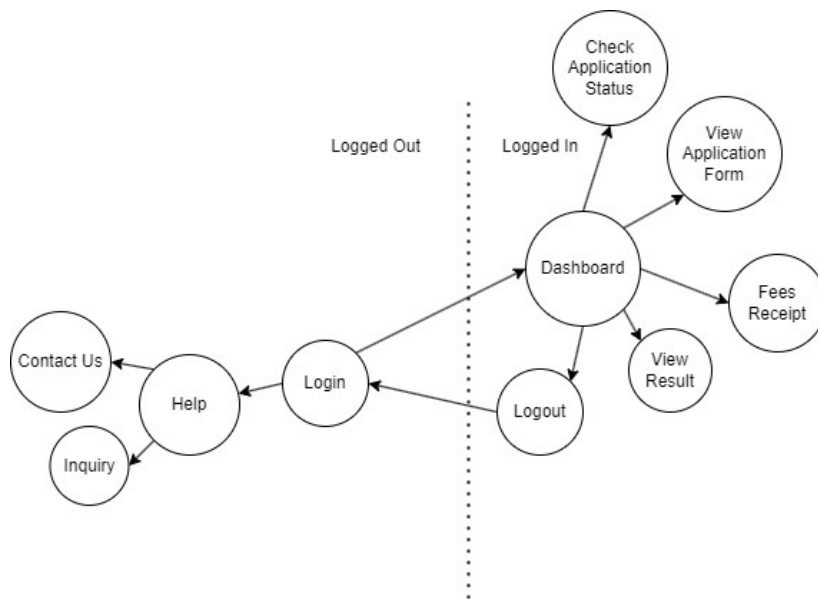 Check
Application
Status
Logged Out
Logged In
View
Application
Form
Dashboard
Fees
Receipt
Contact Us
Help
Login
View
Result
Logout
Inquiry